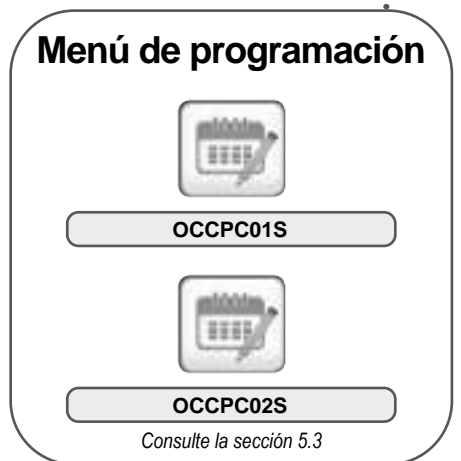 Menú de programación
OCCPC01S
OCCPC02S
Consulte la sección 5.3